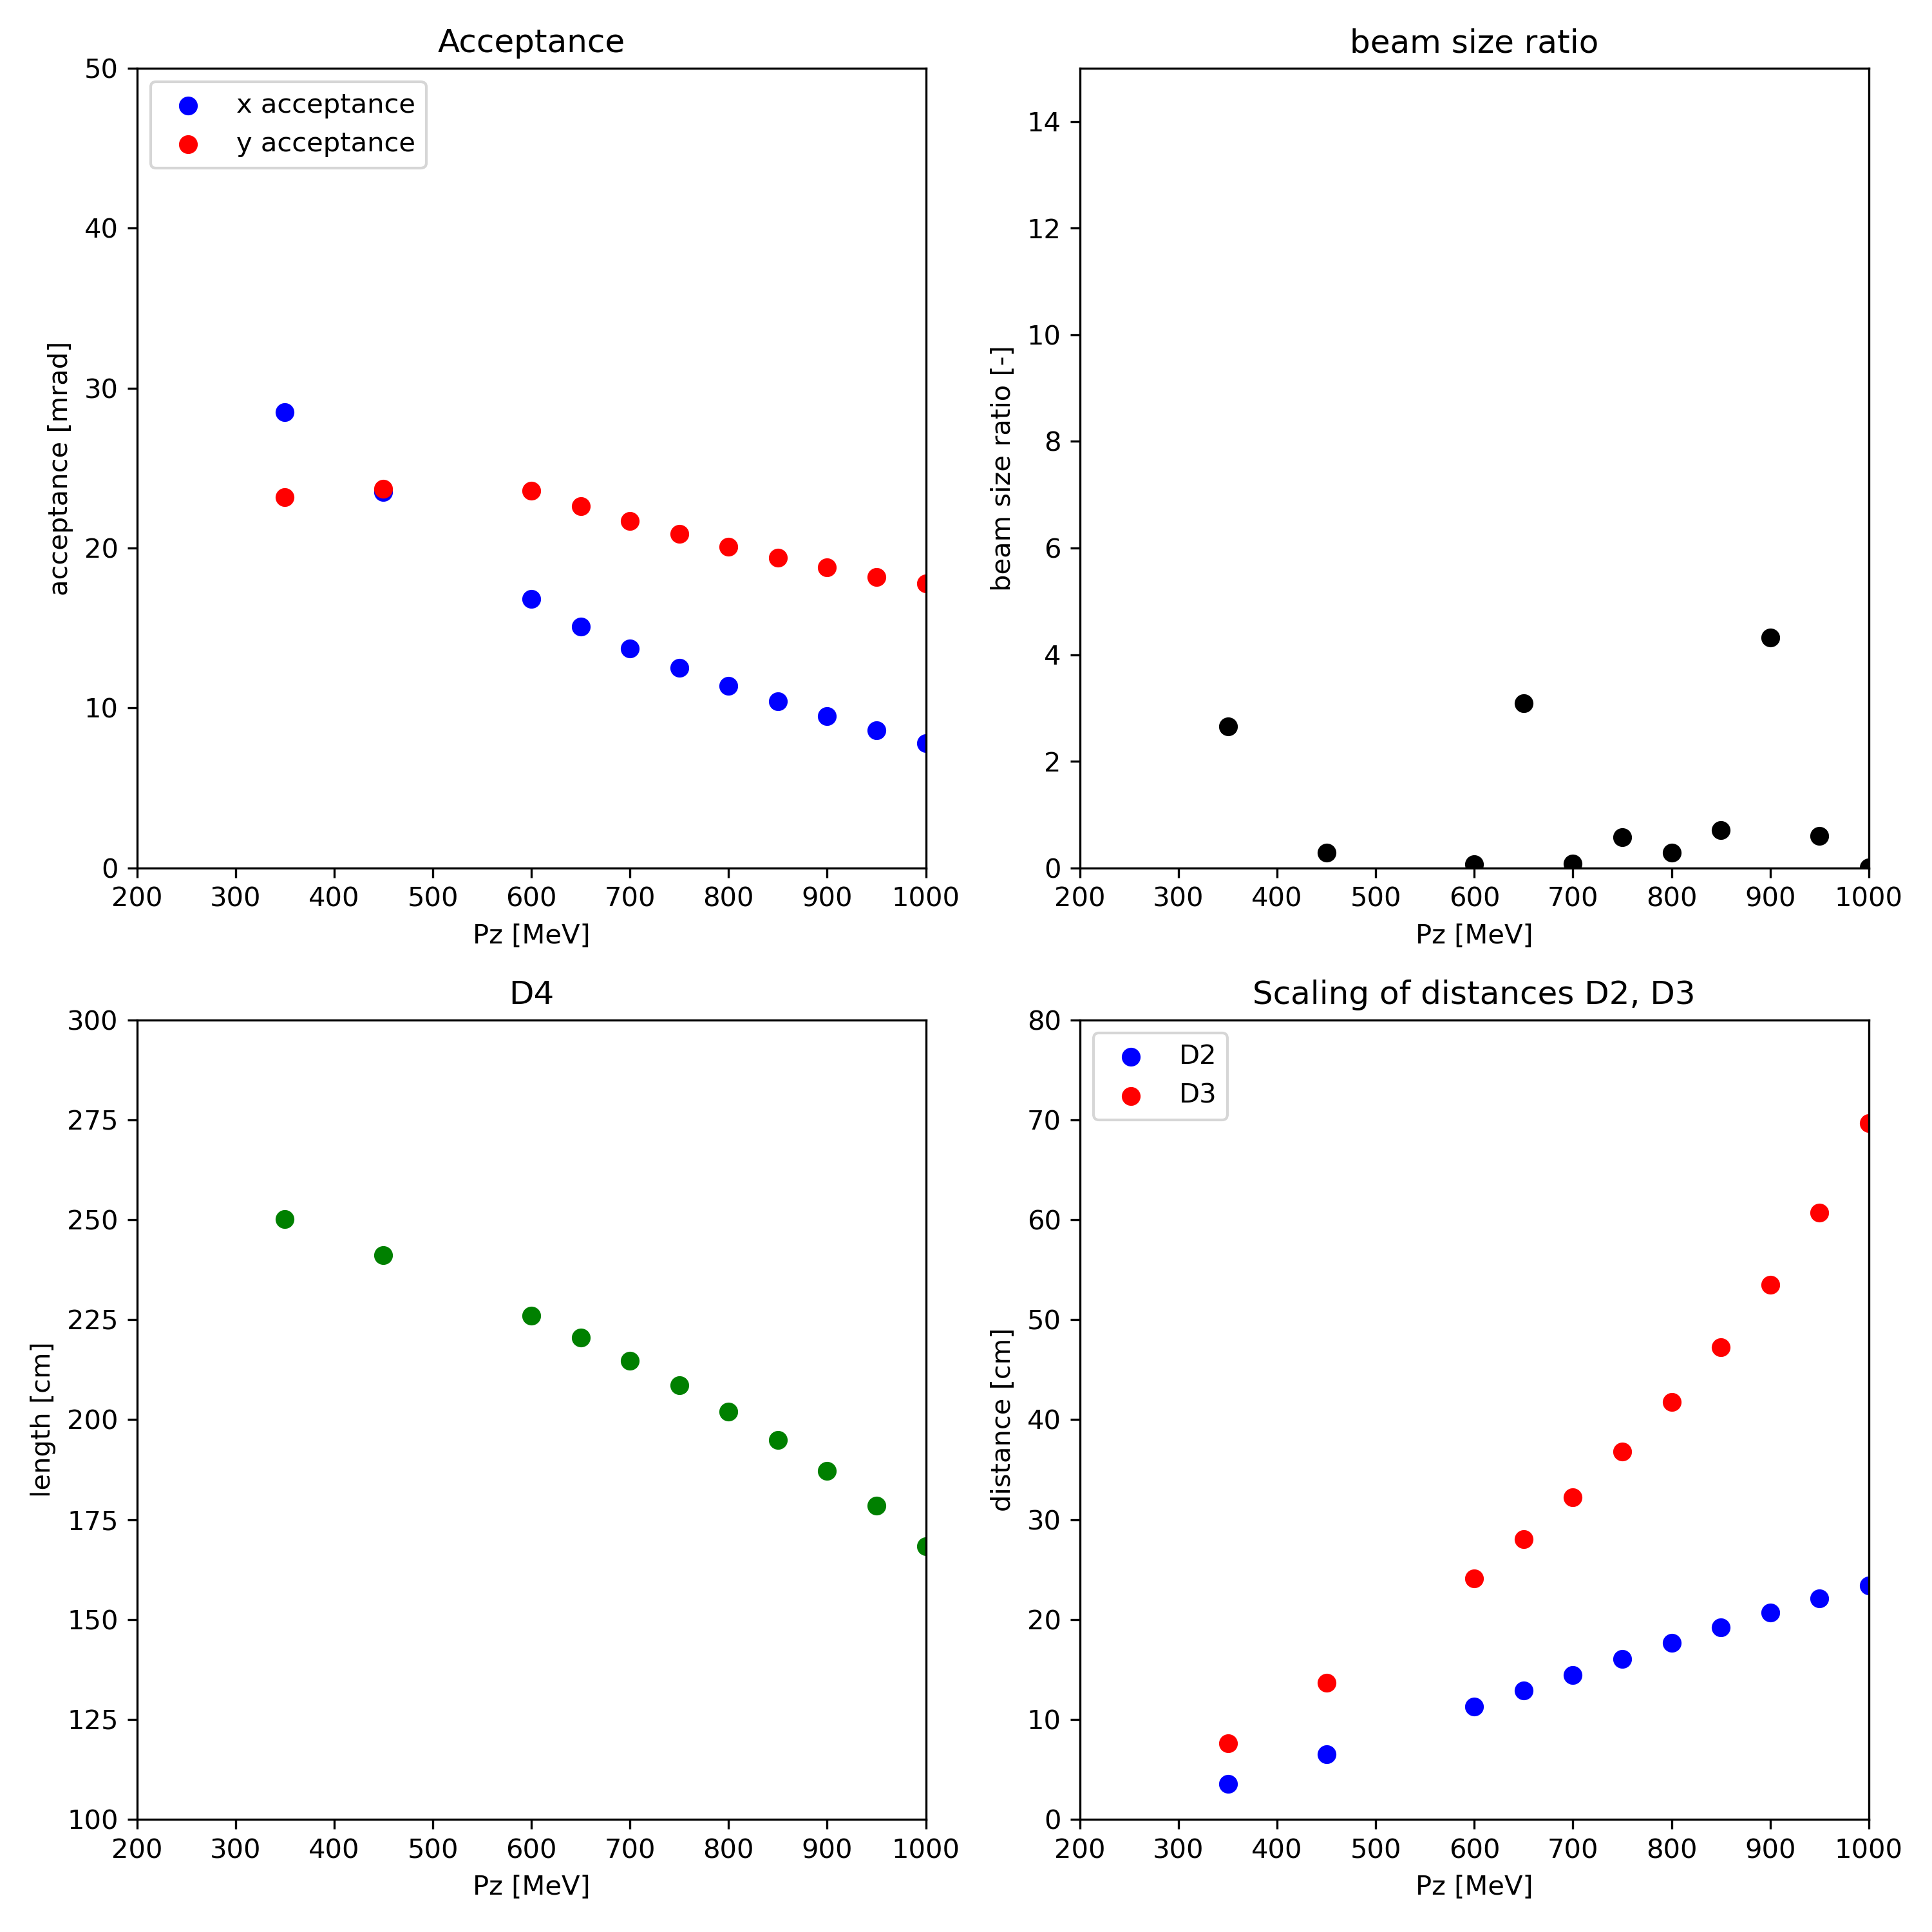 Acceptance
50
40
30
20
10
0
acceptance [mrad]
x acceptance
y acceptance
200 300 400 500 600 700 800 900 1000
Pz [MeV]
beam size ratio
14
12
10
8
6
4
2
0
beam size ratio [-]
200 300 400 500 600 700 800 900 1000
Pz [MeV]
D4
300
275
250
225
200
175
150
125
100
length [cm]
200 300 400 500 600 700 800 900 1000
Pz [MeV]
Scaling of distances D2, D3
80
70
60
50
40
30
20
10
0
distance [cm]
D2
D3
200 300 400 500 600 700 800 900 1000
Pz [MeV]